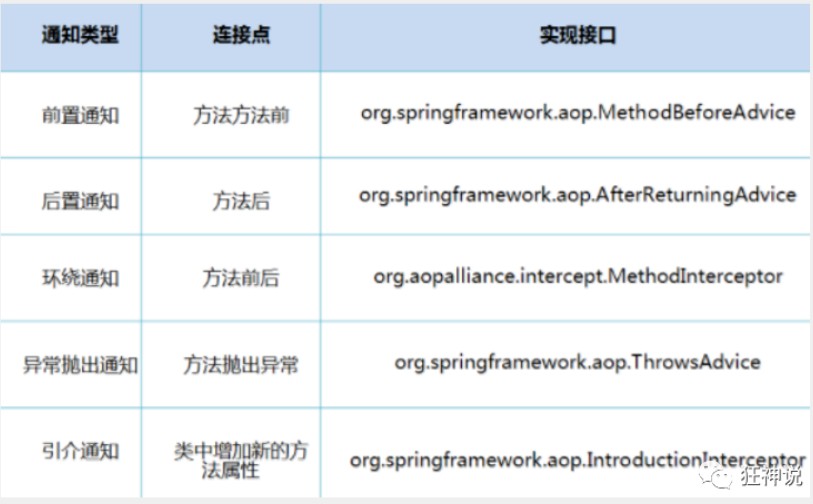 通知类型 连接点 实现接口
前置通知 方法方法前 org.springframework.aop.MethodBeforeAdvice
后置通知 方法后 org.springframework.aop.AfterReturningAdvice
环绕通知 方法前后 org.aopalliance.intercept.MethodInterceptor
异常抛出通知 方法抛出异常 org.springframework.aop.ThrowsAdvice
引介通知 类中增加新的方
法属性 org.springframework.aop.IntroductionInterceptor
狂神说